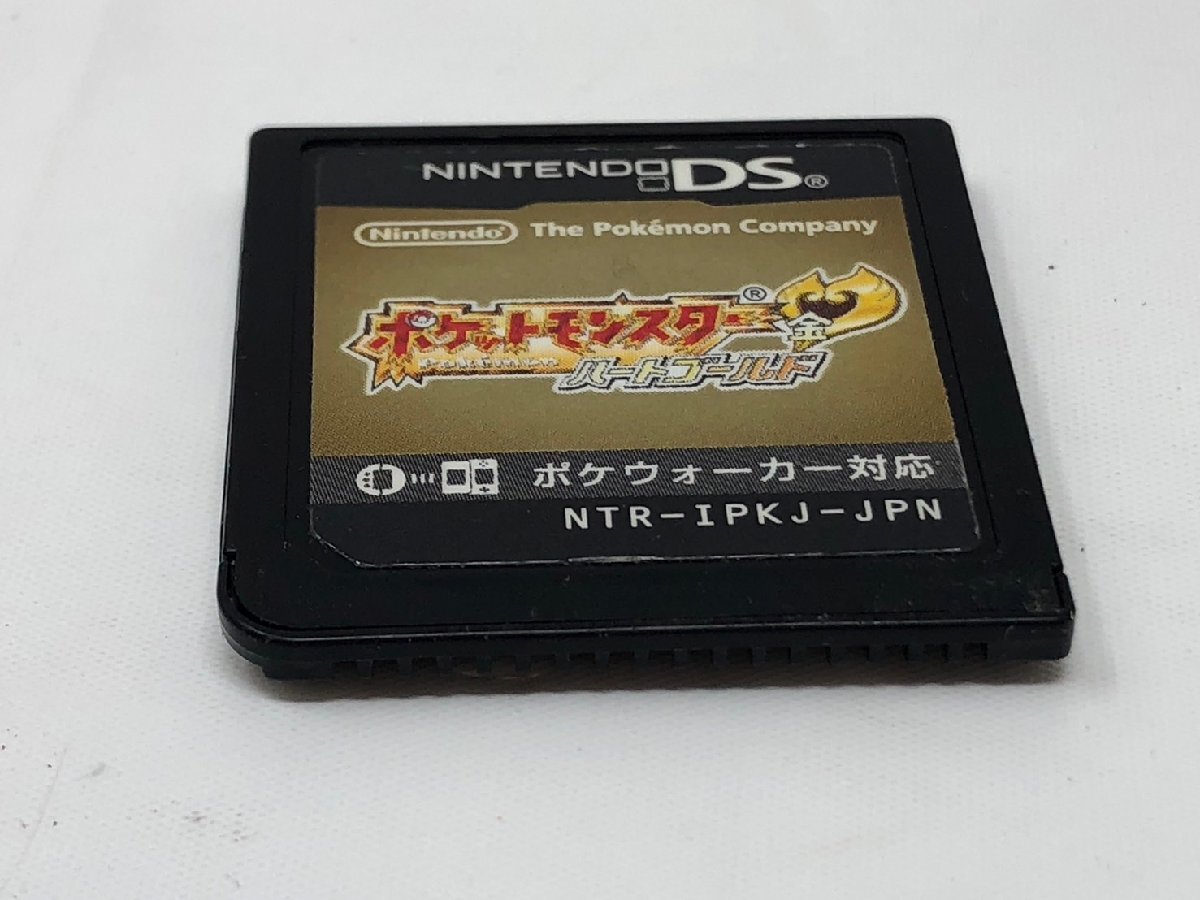 NINTENDO DS®
Nintendo® The Pokémon Company
ポケットモンスター®
金
ハートゴールド
ポケウォーカー対応
NTR-IPKJ-JPN